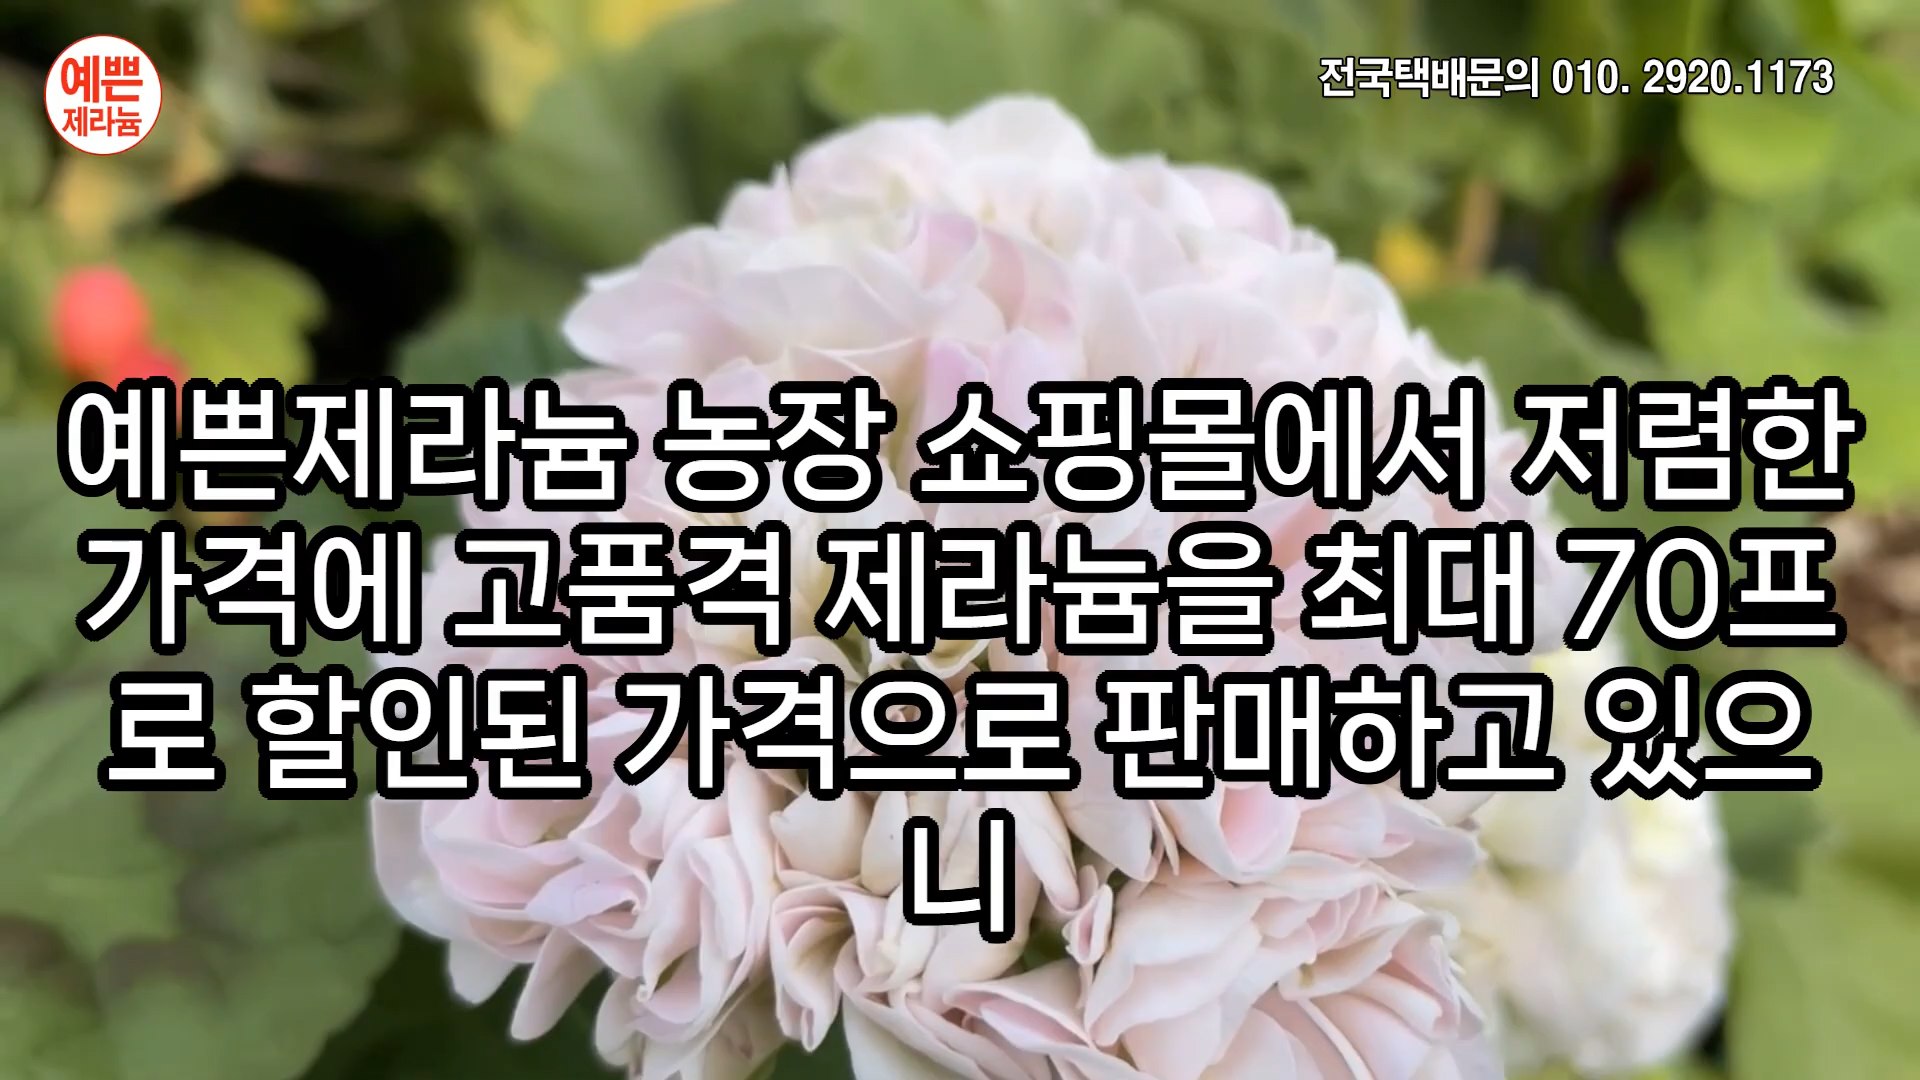 예쁜
제라늄
전국택배문의 010. 2920.1173
예쁜제라늄 농장 쇼핑몰에서 저렴한
가격에 고품격 제라늄을 최대 70프
로 할인된 가격으로 판매하고 있으
니